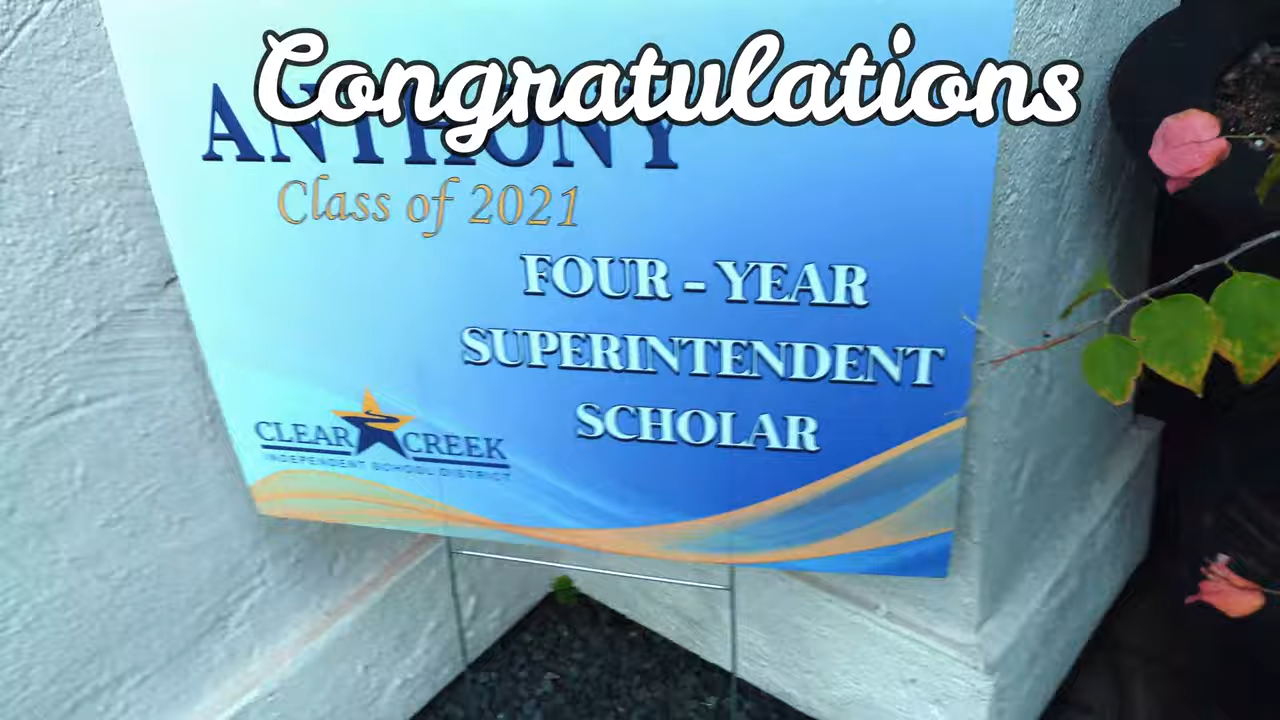 Congratulations
ANTHONY
Class of 2021
FOUR - YEAR
SUPERINTENDENT
SCHOLAR
CLEAR CREEK
INDEPENDENT SCHOOL DISTRICT